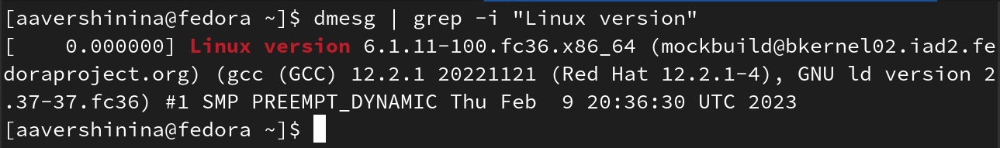 [aavershinina@fedora ~]$ dmesg | grep -i "Linux version"
[    0.000000] Linux version 6.1.11-100.fc36.x86_64 (mockbuild@bkernel02.iad2.fe
doraproject.org) (gcc (GCC) 12.2.1 20221121 (Red Hat 12.2.1-4), GNU ld version 2
.37-37.fc36) #1 SMP PREEMPT_DYNAMIC Thu Feb  9 20:36:30 UTC 2023
[aavershinina@fedora ~]$